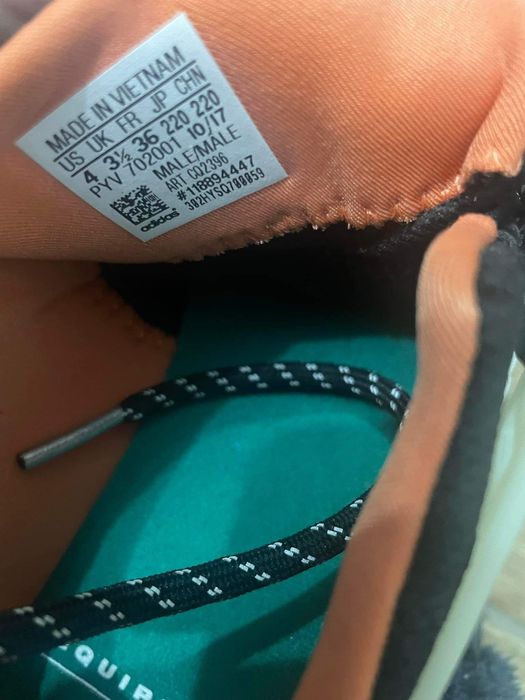 MADE IN VIETNAM
US UK FR JP CHN
4 3½ 36 220 220
PYV 702001 10/17
MALE/MALE
ART CQ2396
#118894447
302HYSQ700059
adidas
EQUIP